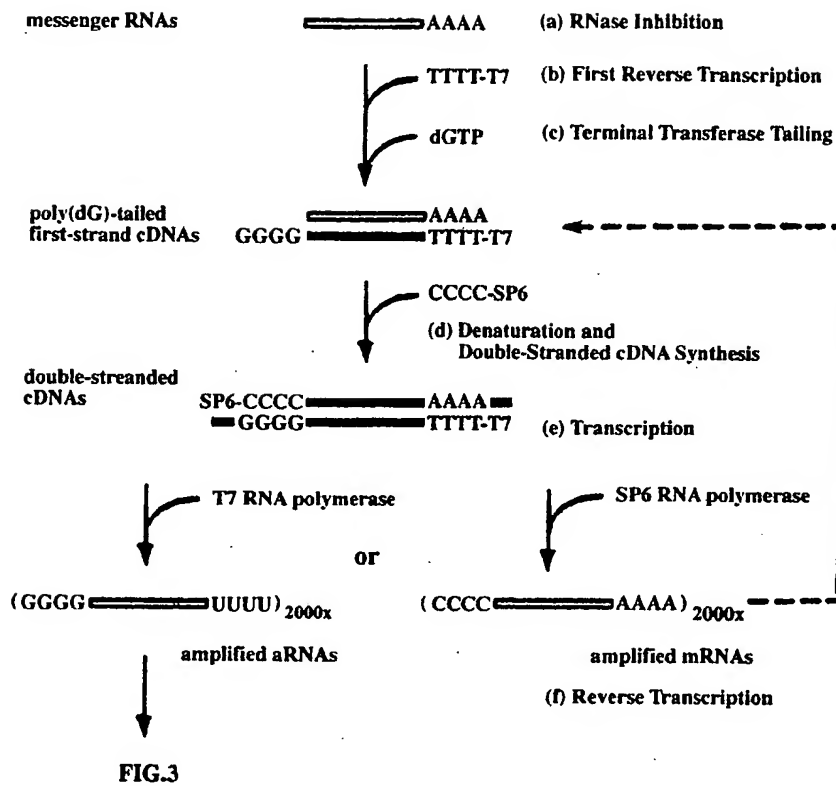 messenger RNAs
AAAA
(a) RNase Inhibition
TTTT-T7
(b) First Reverse Transcription
dGTP
(c) Terminal Transferase Tailing
poly(dG)-tailed
first-strand cDNAs
AAAA
GGGG
TTTT-T7
CCCC-SP6
(d) Denaturation and
Double-Stranded cDNA Synthesis
double-streanded
cDNAs
SP6-CCCC
AAAA
GGGG
TTTT-T7
(e) Transcription
T7 RNA polymerase
SP6 RNA polymerase
or
(GGGG
UUUU)2000x
(CCCC
AAAA)2000x
amplified aRNAs
amplified mRNAs
(f) Reverse Transcription
FIG.3